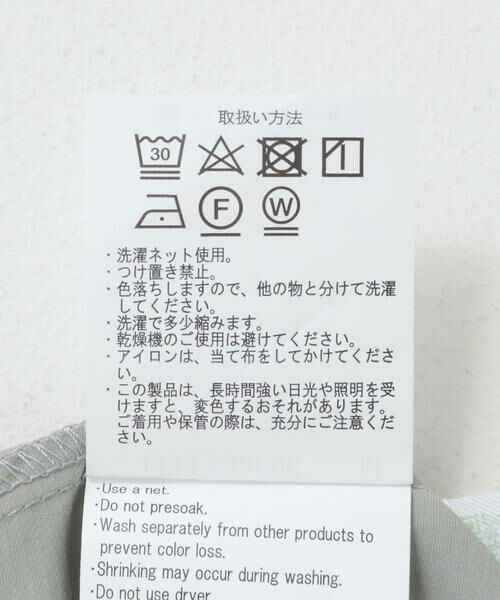 取扱い方法
30
F W
・洗濯ネット使用。
・つけ置き禁止。
・色落ちしますので、他の物と分けて洗濯
してください。
・洗濯で多少縮みます。
・乾燥機のご使用は避けてください。
・アイロンは、当て布をしてかけてくださ
い。
・この製品は、長時間強い日光や照明を受
けますと、変色するおそれがあります。
ご着用や保管の際は、充分にご注意くだ
さい。
・Use a net.
・Do not presoak.
・Wash separately from other products to
prevent color loss.
・Shrinking may occur during washing.
・Do not use dryer